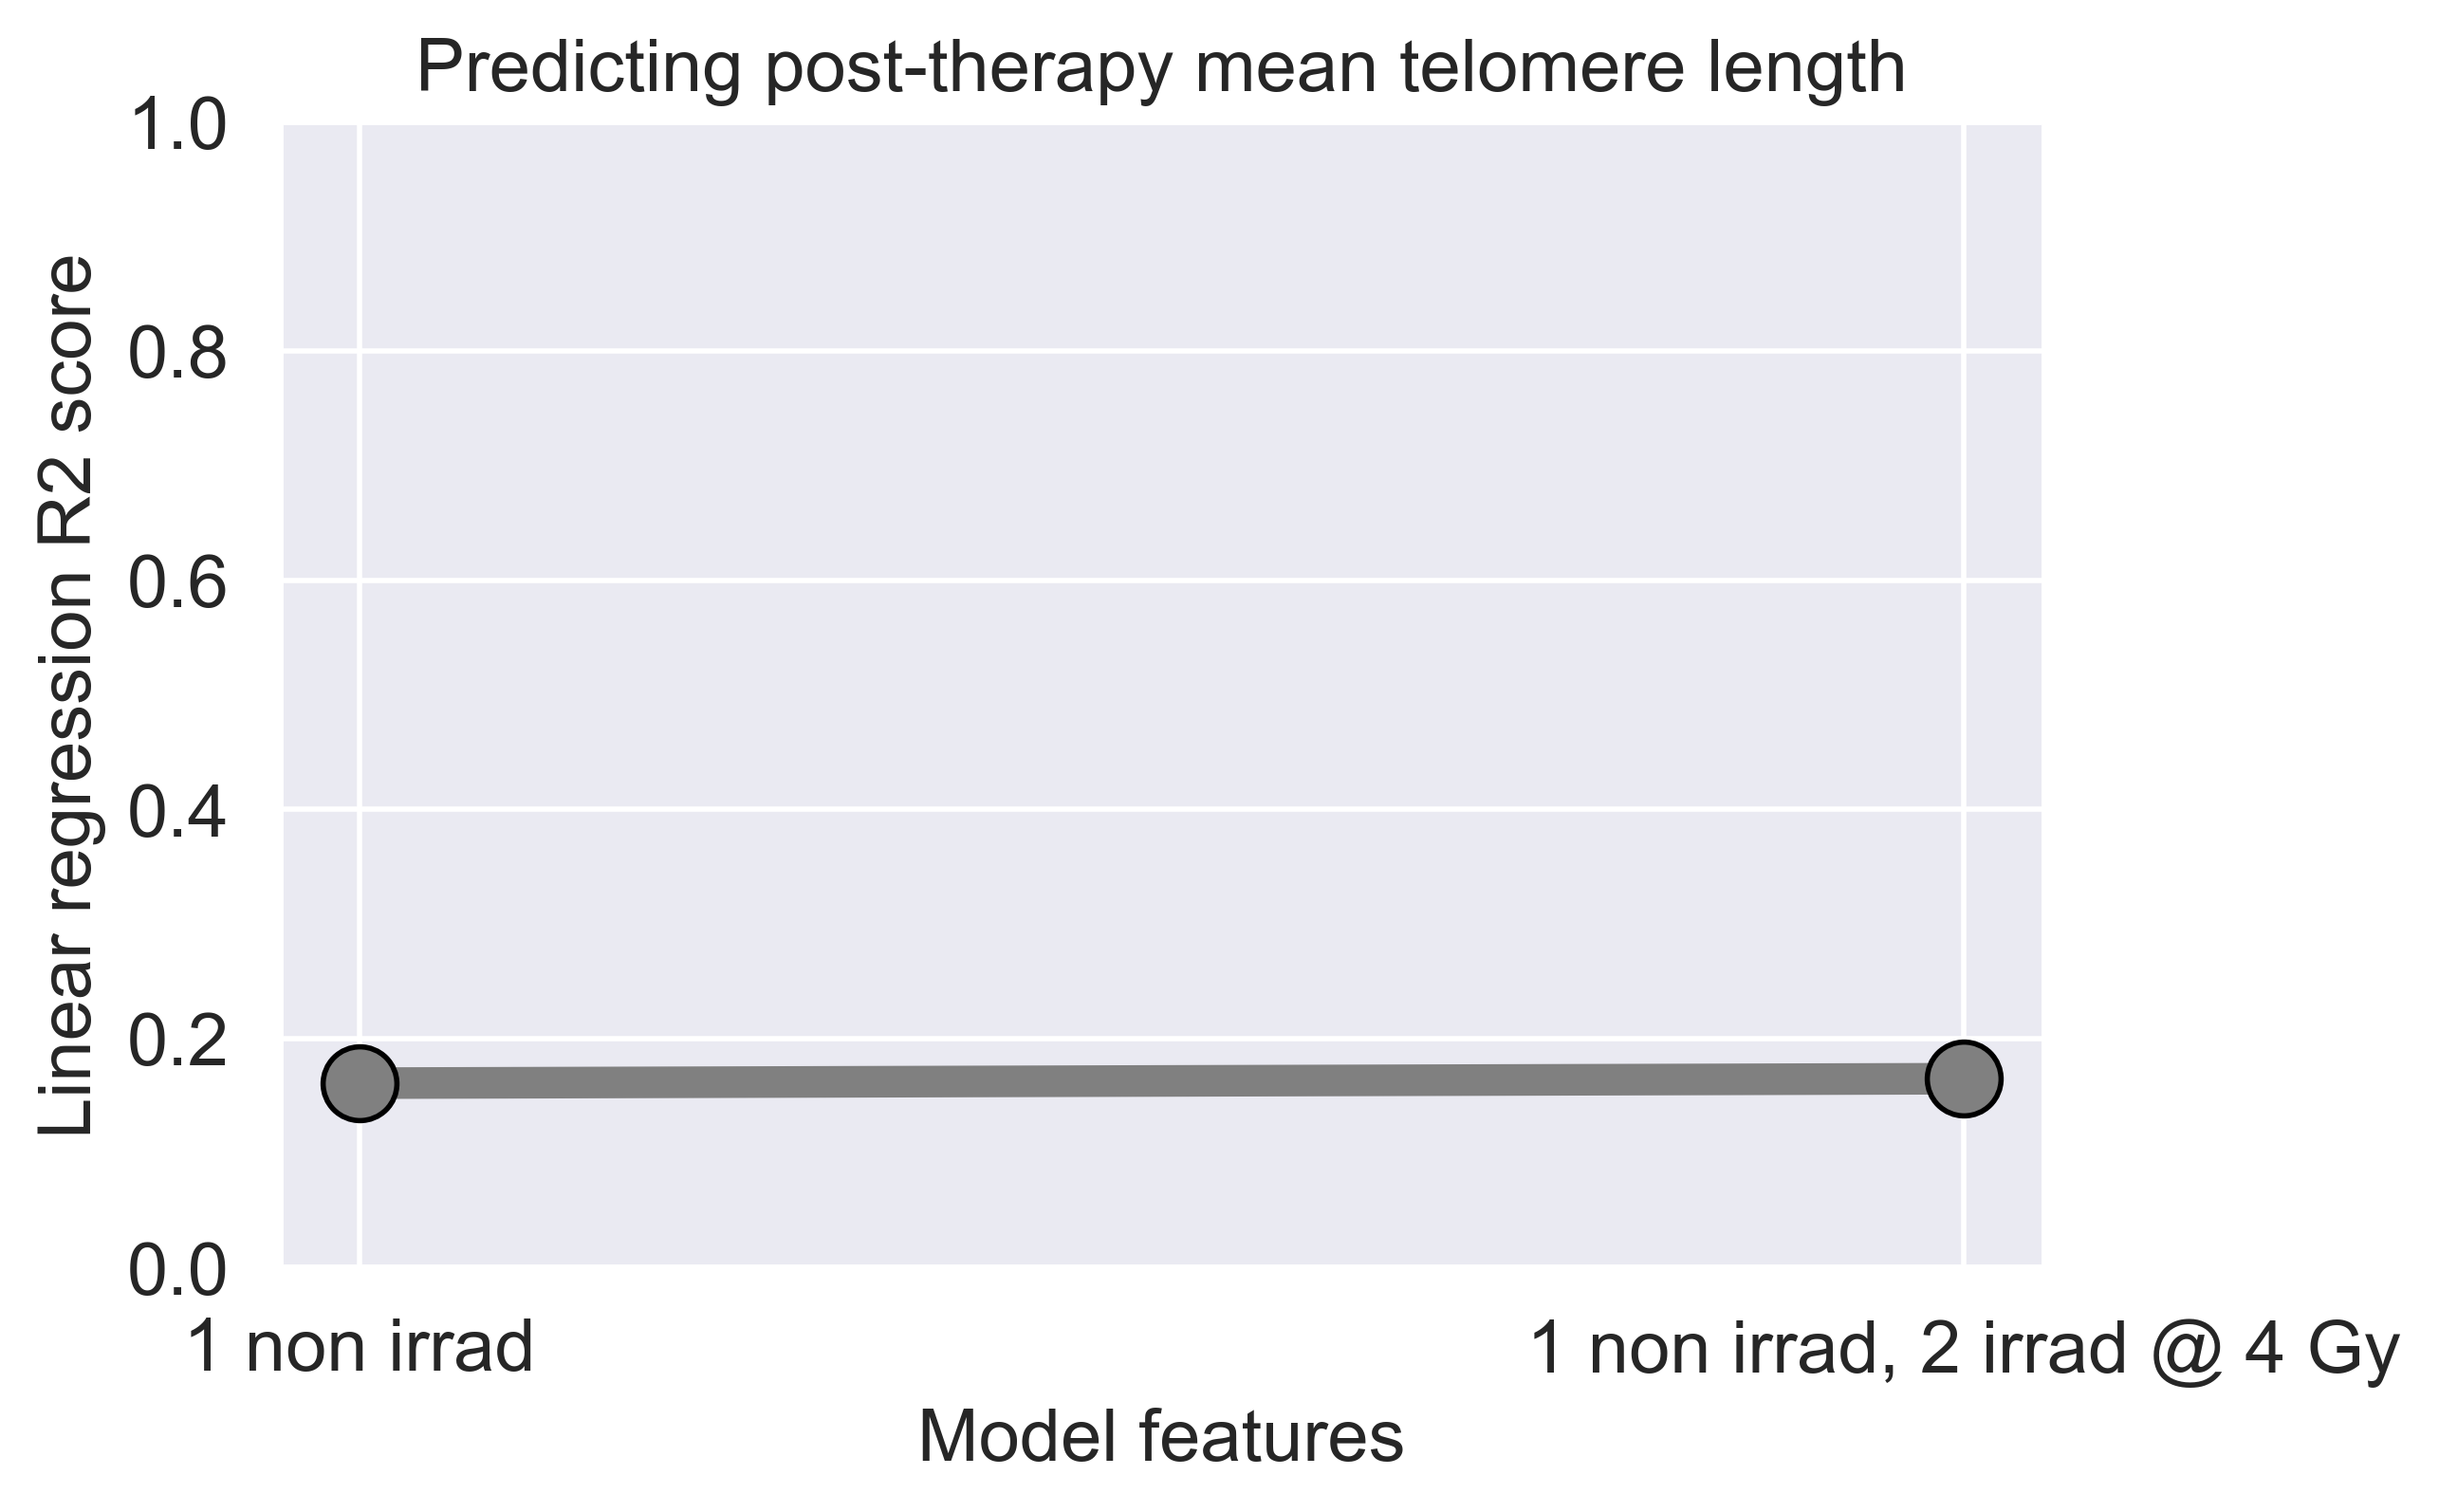 Predicting post-therapy mean telomere length
Linear regression R2 score
1.0
0.8
0.6
0.4
0.2
0.0
1 non irrad
1 non irrad, 2 irrad @ 4 Gy
Model features